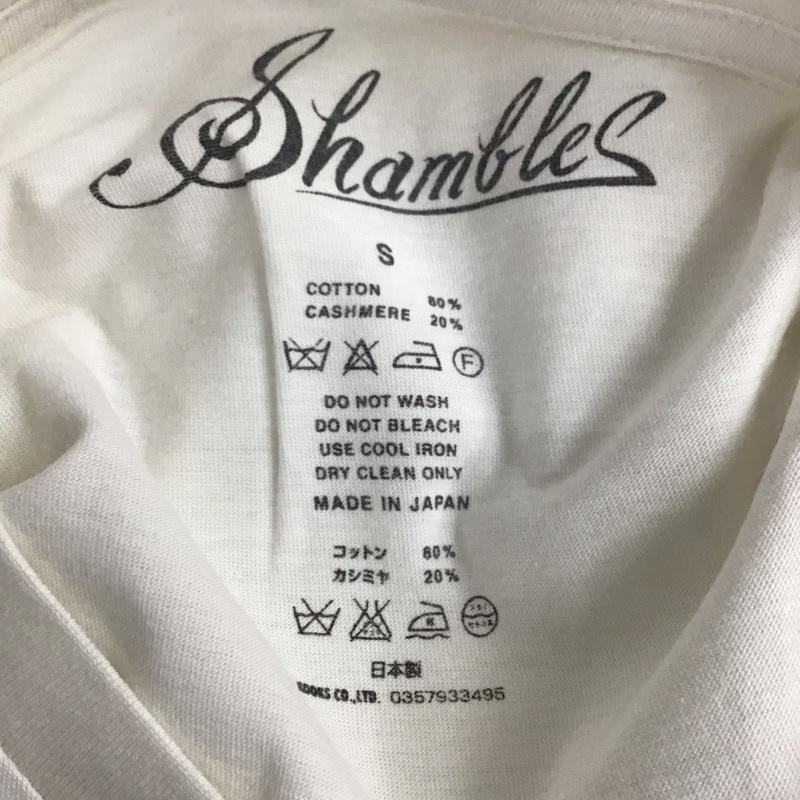 Shambles
S
COTTON 80%
CASHMERE 20%
F
DO NOT WASH
DO NOT BLEACH
USE COOL IRON
DRY CLEAN ONLY
MADE IN JAPAN
コットン 80%
カシミヤ 20%
日本製
CO.,LTD. 0357933495